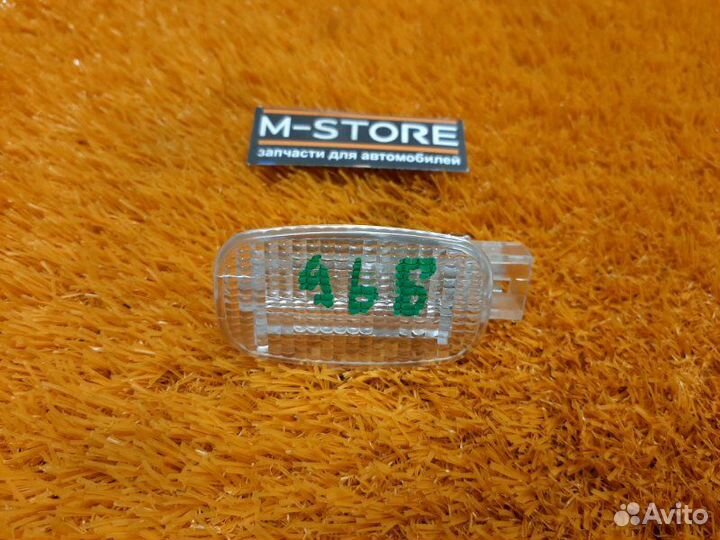 M-STORE
запчасти для автомобилей
96Б
Avito